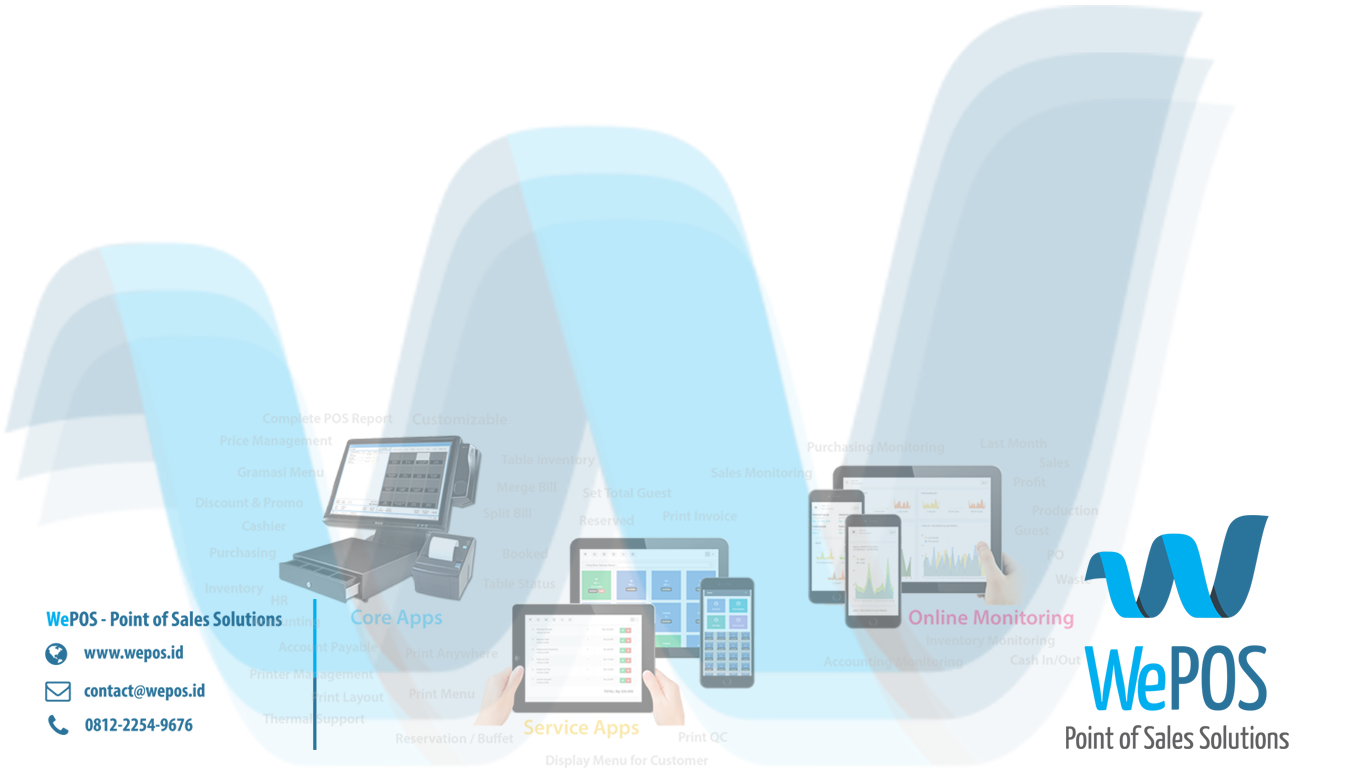 Complete POS Report
Customizable
Price Management
Gramasi Menu
Discount & Promo
Cashier
Purchasing
Inventory
HR
Account Payable
Printer Management
Print Layout
Thermal Support
Core Apps
Table Inventory
Merge Bill
Set Total Guest
Split Bill
Reserved
Print Invoice
Booked
Table Status
Print Anywhere
Print Menu
Reservation / Buffet
Service Apps
Print QC
Display Menu for Customer
Purchasing Monitoring
Last Month
Sales Monitoring
Sales
Profit
Production
Guest
PO
Online Monitoring
Inventory Monitoring
Accounting Monitoring
Cash In/Out
WePOS - Point of Sales Solutions
www.wepos.id
contact@wepos.id
0812-2254-9676
WePOS
Point of Sales Solutions